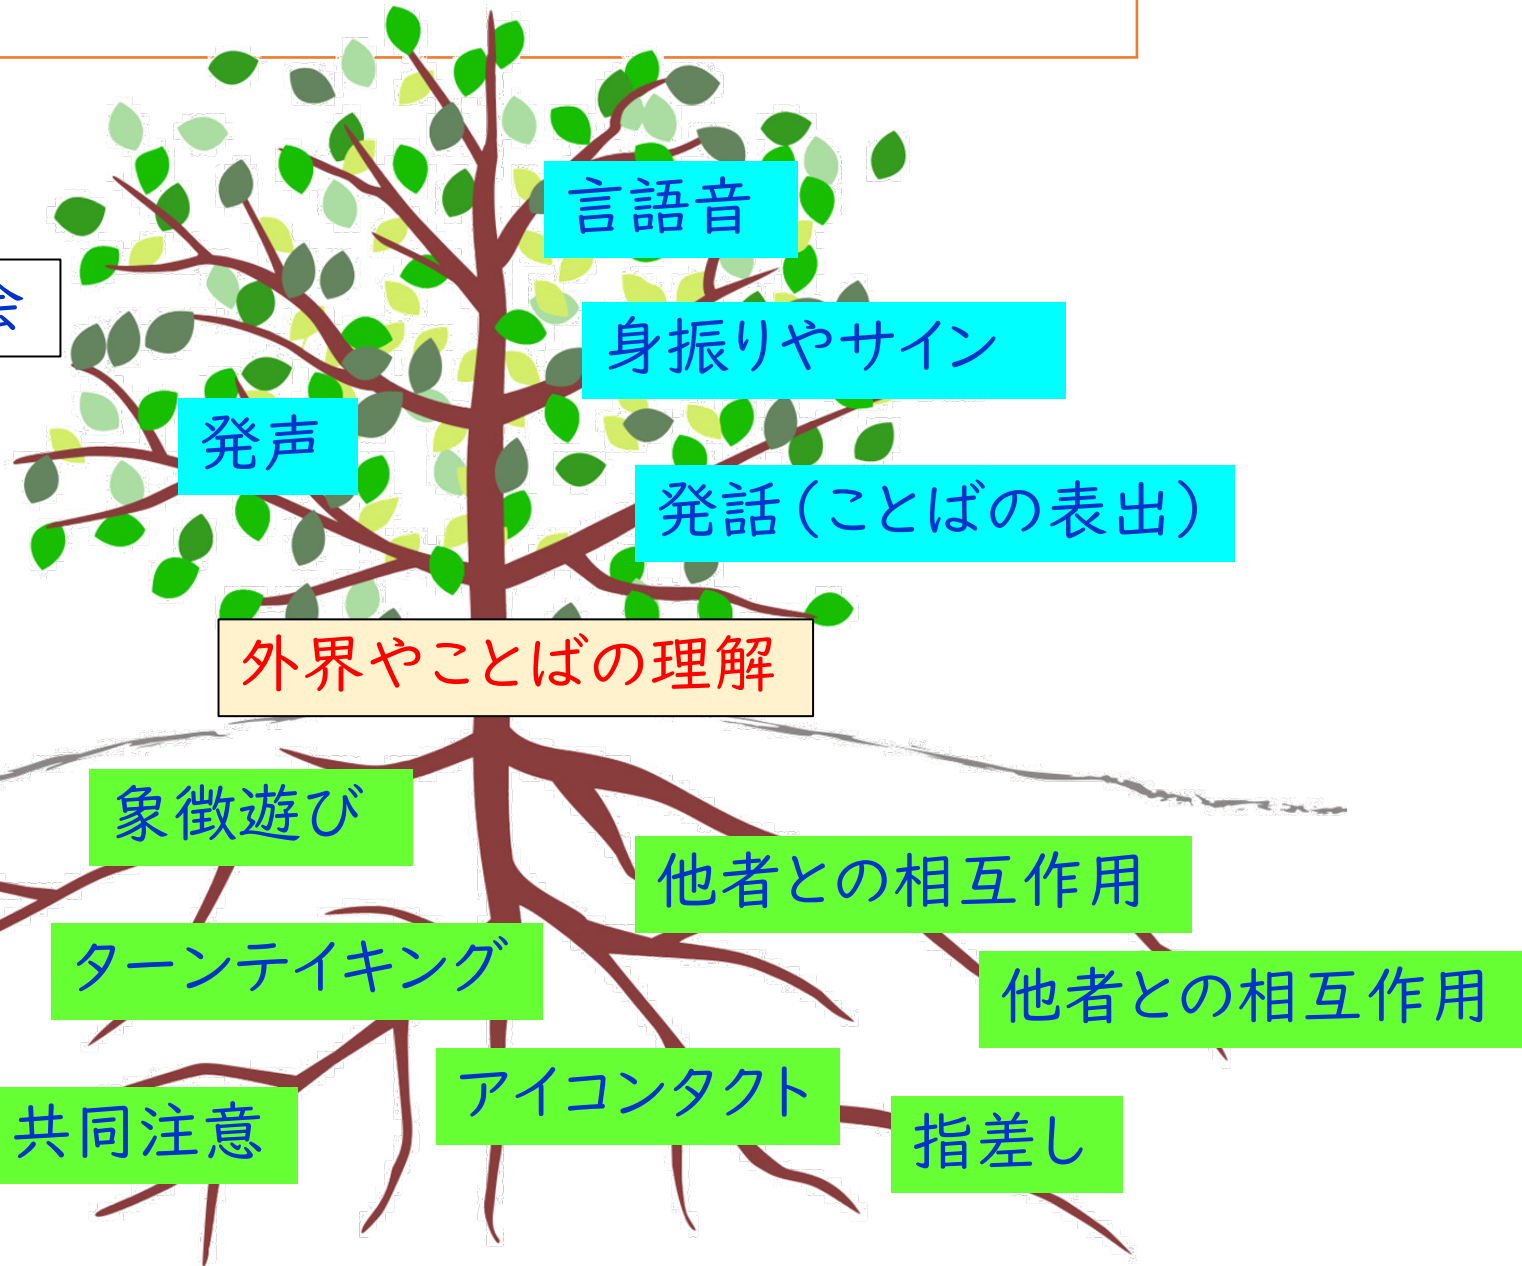 言語音
会
身振りやサイン
発声
発話(ことばの表出)
外界やことばの理解
象徴遊び
他者との相互作用
ターンテイキング
他者との相互作用
アイコンタクト
共同注意
指差し